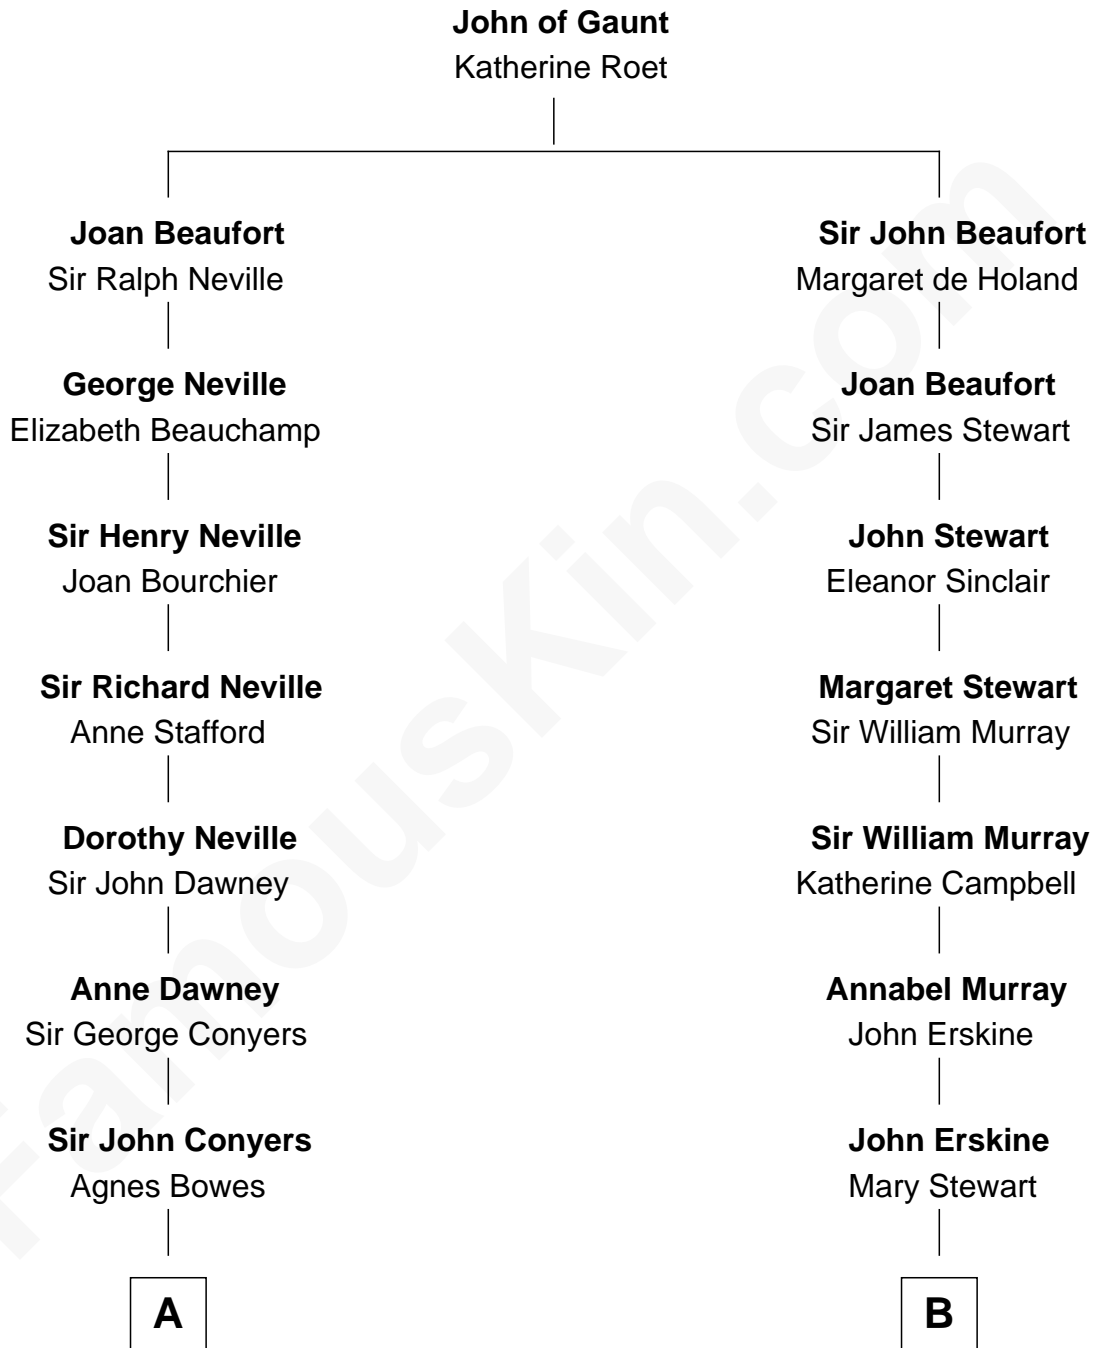 John of Gaunt
Katherine Roet
Joan Beaufort
Sir Ralph Neville
George Neville
Elizabeth Beauchamp
Sir Henry Neville
Joan Bourchier
Sir Richard Neville
Anne Stafford
Dorothy Neville
Sir John Dawney
Anne Dawney
Sir George Conyers
Sir John Conyers
Agnes Bowes
A
Sir John Beaufort
Margaret de Holand
Joan Beaufort
Sir James Stewart
John Stewart
Eleanor Sinclair
Margaret Stewart
Sir William Murray
Sir William Murray
Katherine Campbell
Annabel Murray
John Erskine
John Erskine
Mary Stewart
B
FamousKin.com